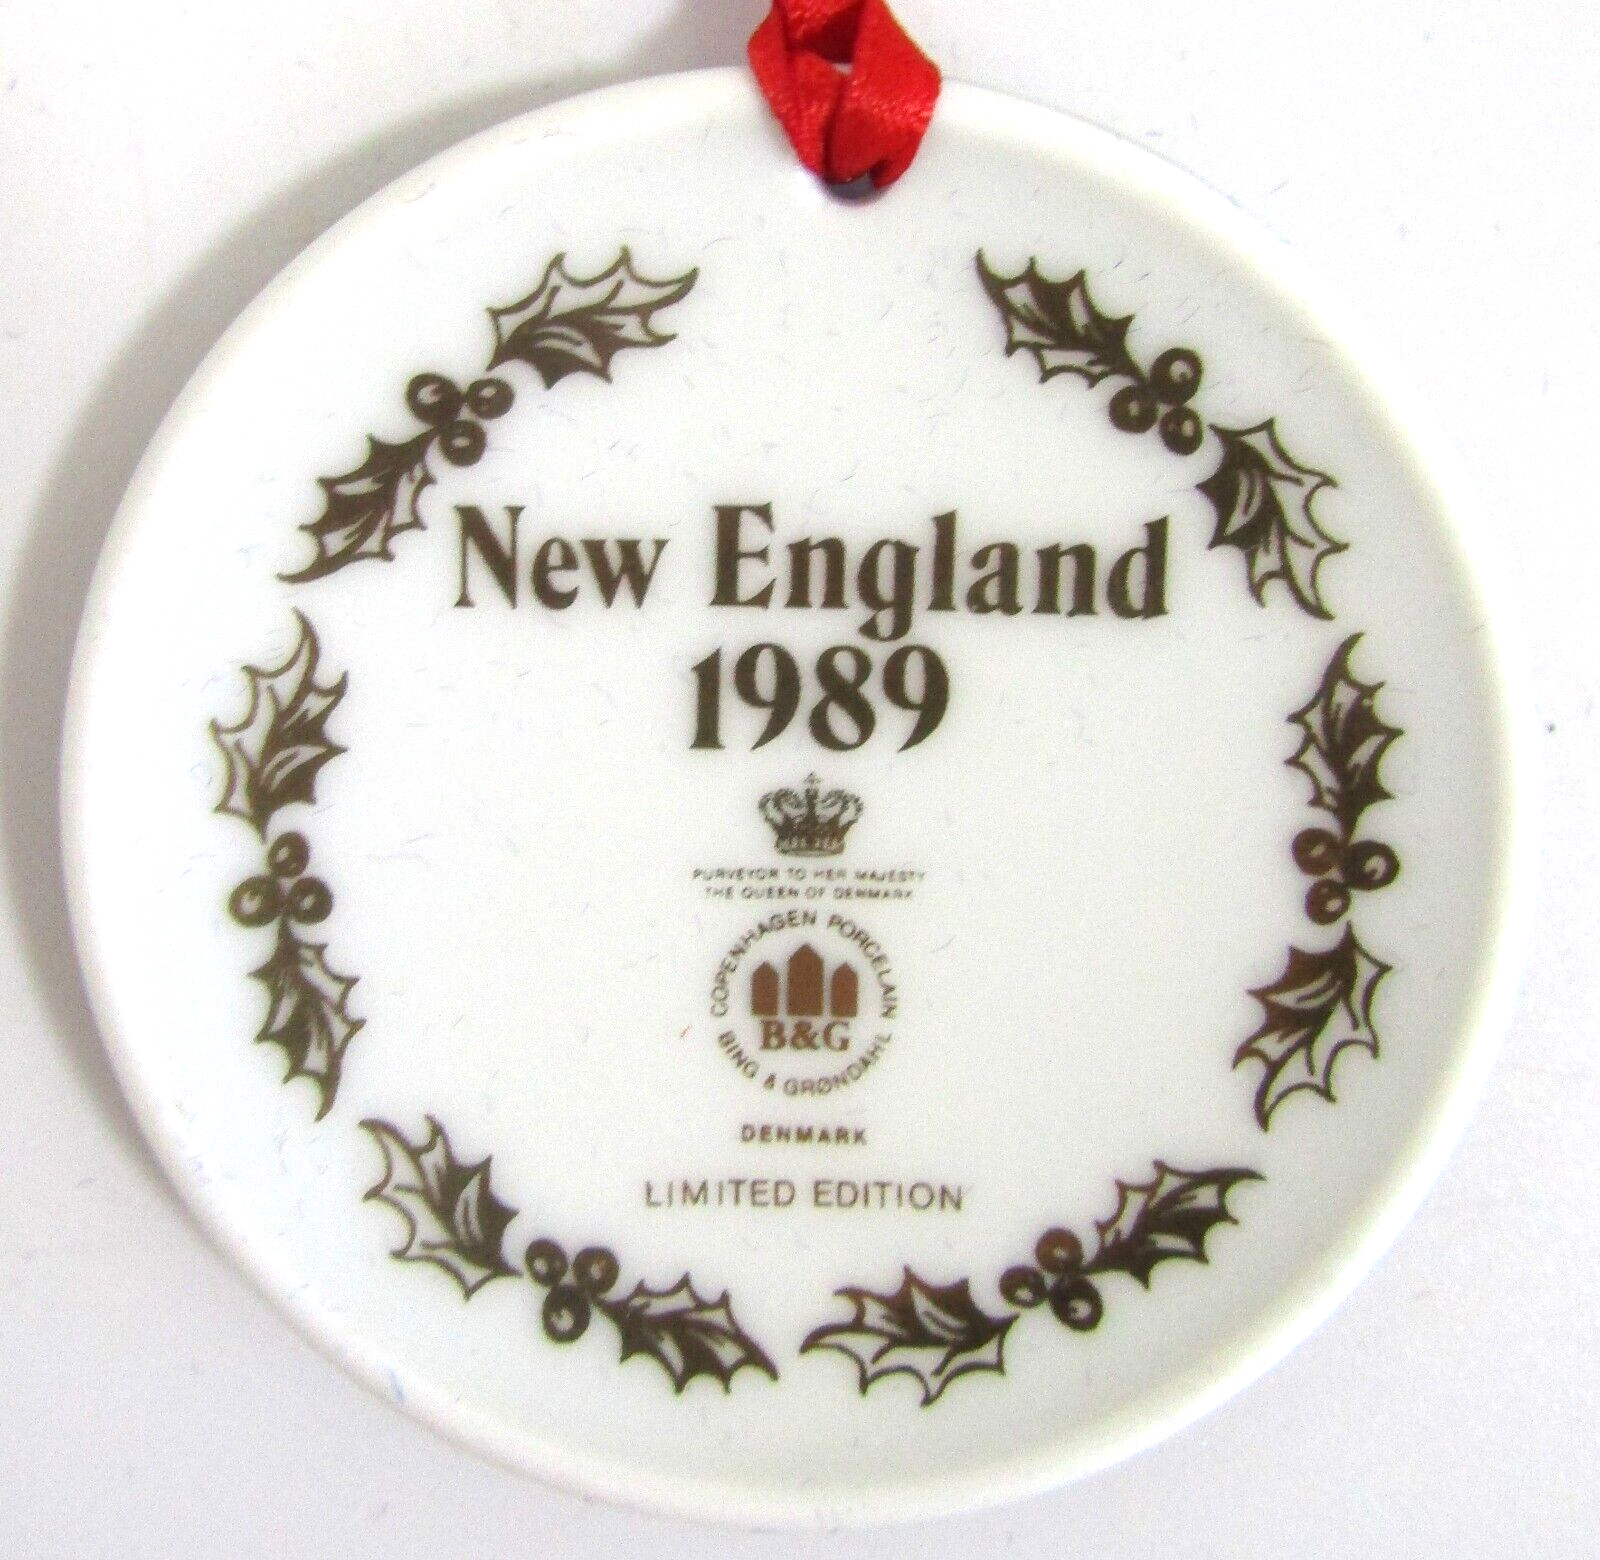 New England
1989
PURVEYOR TO HER MAJESTY
THE QUEEN OF DENMARK
COPENHAGEN PORCELAIN
B&G
BING & GRØNDAHL
DENMARK
LIMITED EDITION